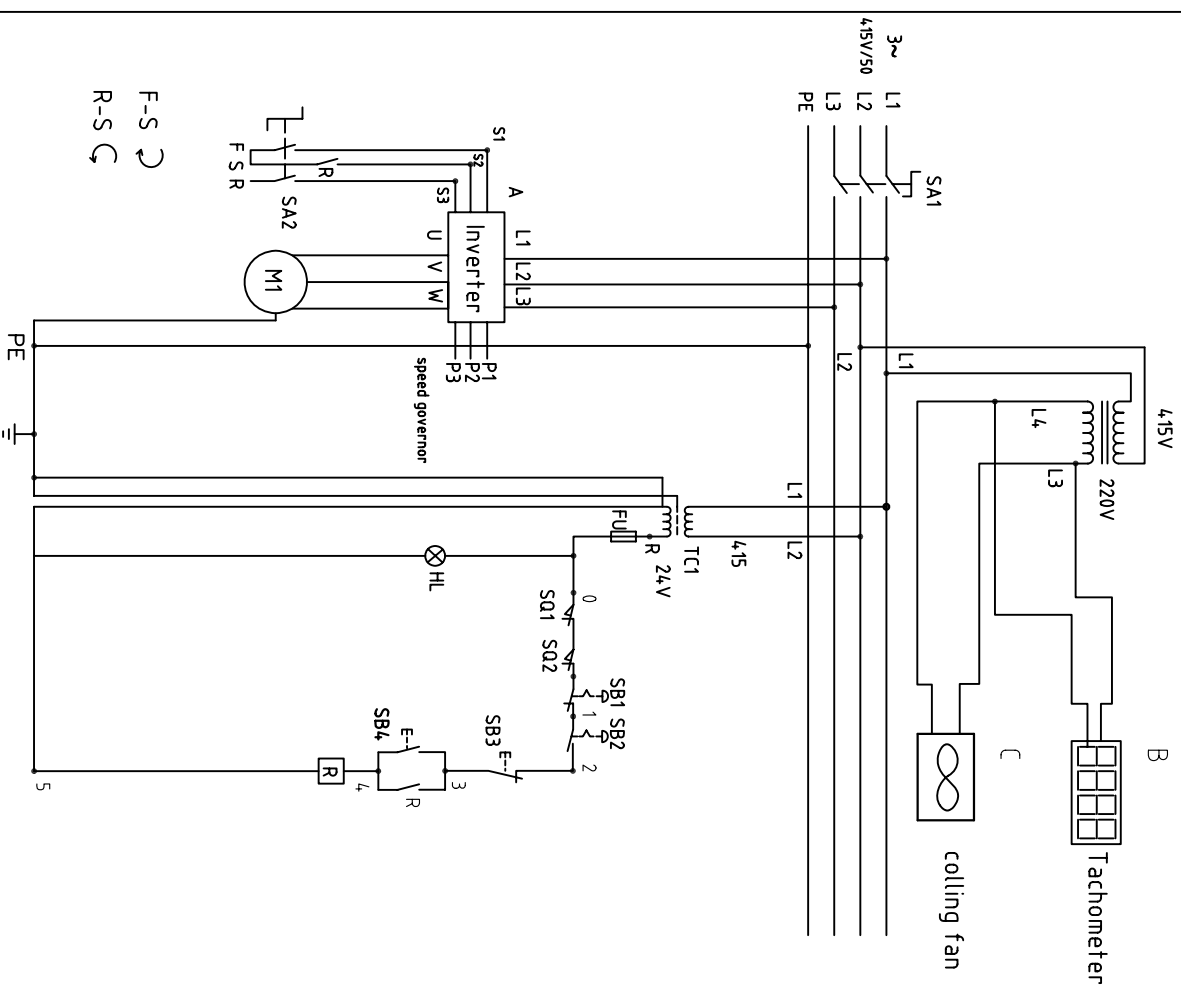 3~
415V/50
L1
L2
L3
PE
SA1
415V
220V
L4
L3
L1
L2
B
Tachometer
C
colling fan
A
Inverter
L1
L2
L3
S1
S2
S3
U
V
W
P1
P2
P3
speed governor
F S R
R
SA2
F-S
R-S
M1
PE
L1
L2
415
TC1
24V
R
FU
HL
0
SQ1
SQ2
SB1
1
SB2
2
SB3
E
3
SB4
E
R
4
R
5